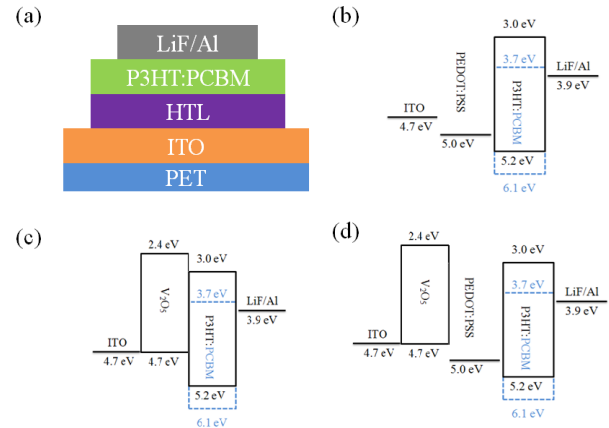 (a)
LiF/Al
P3HT:PCBM
HTL
ITO
PET
(b)
3.0 eV
3.7 eV
PEDOT:PSS
P3HT:PCBM
LiF/Al
3.9 eV
ITO
4.7 eV
5.0 eV
5.2 eV
6.1 eV
(c)
2.4 eV
3.0 eV
V₂O₅
3.7 eV
P3HT:PCBM
LiF/Al
3.9 eV
ITO
4.7 eV
4.7 eV
5.2 eV
6.1 eV
(d)
2.4 eV
3.0 eV
V₂O₅
PEDOT:PSS
3.7 eV
P3HT:PCBM
LiF/Al
3.9 eV
ITO
4.7 eV
4.7 eV
5.0 eV
5.2 eV
6.1 eV